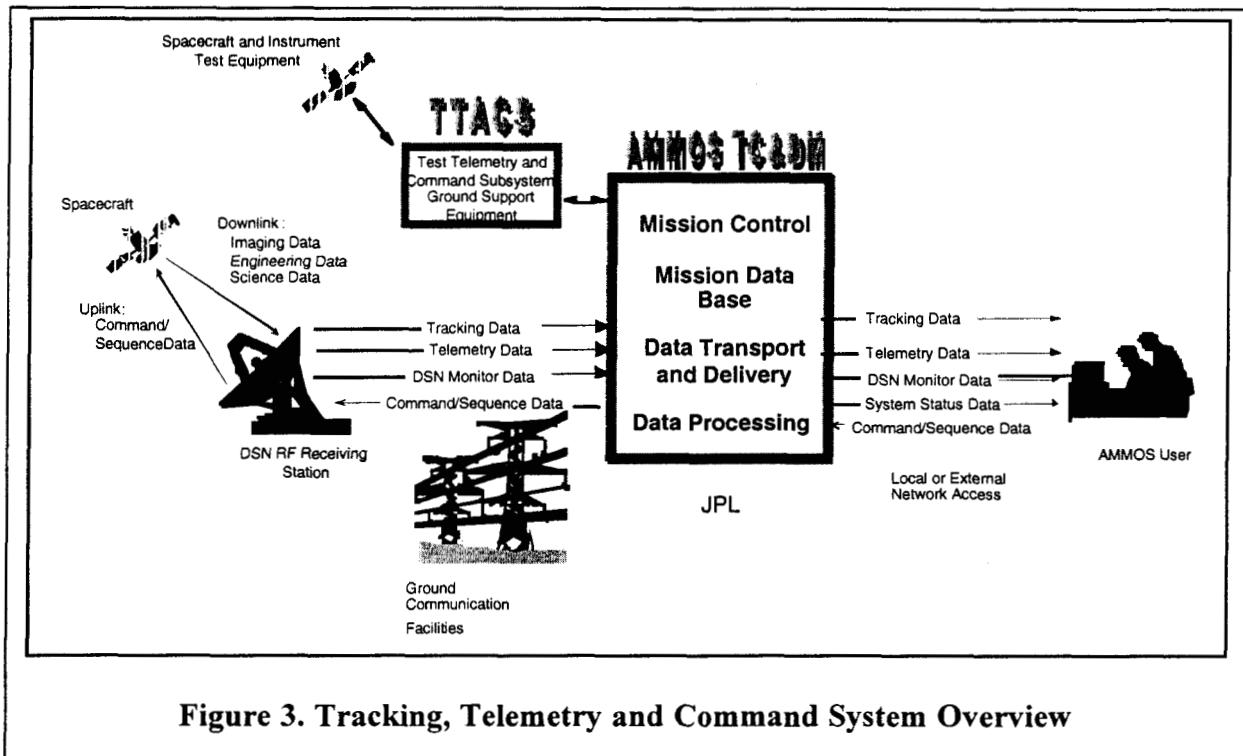 Spacecraft and Instrument
Test Equipment
TTACS
Test Telemetry and
Command Subsystem
Ground Support
Equipment
AMMOS TC&DM
Mission Control
Mission Data
Base
Data Transport
and Delivery
Data Processing
JPL
Spacecraft
Downlink:
Imaging Data
Engineering Data
Science Data
Uplink:
Command/
SequenceData
DSN RF Receiving
Station
Tracking Data
Telemetry Data
DSN Monitor Data
Command/Sequence Data
Ground
Communication
Facilities
Tracking Data
Telemetry Data
DSN Monitor Data
System Status Data
Command/Sequence Data
Local or External
Network Access
AMMOS User
Figure 3. Tracking, Telemetry and Command System Overview